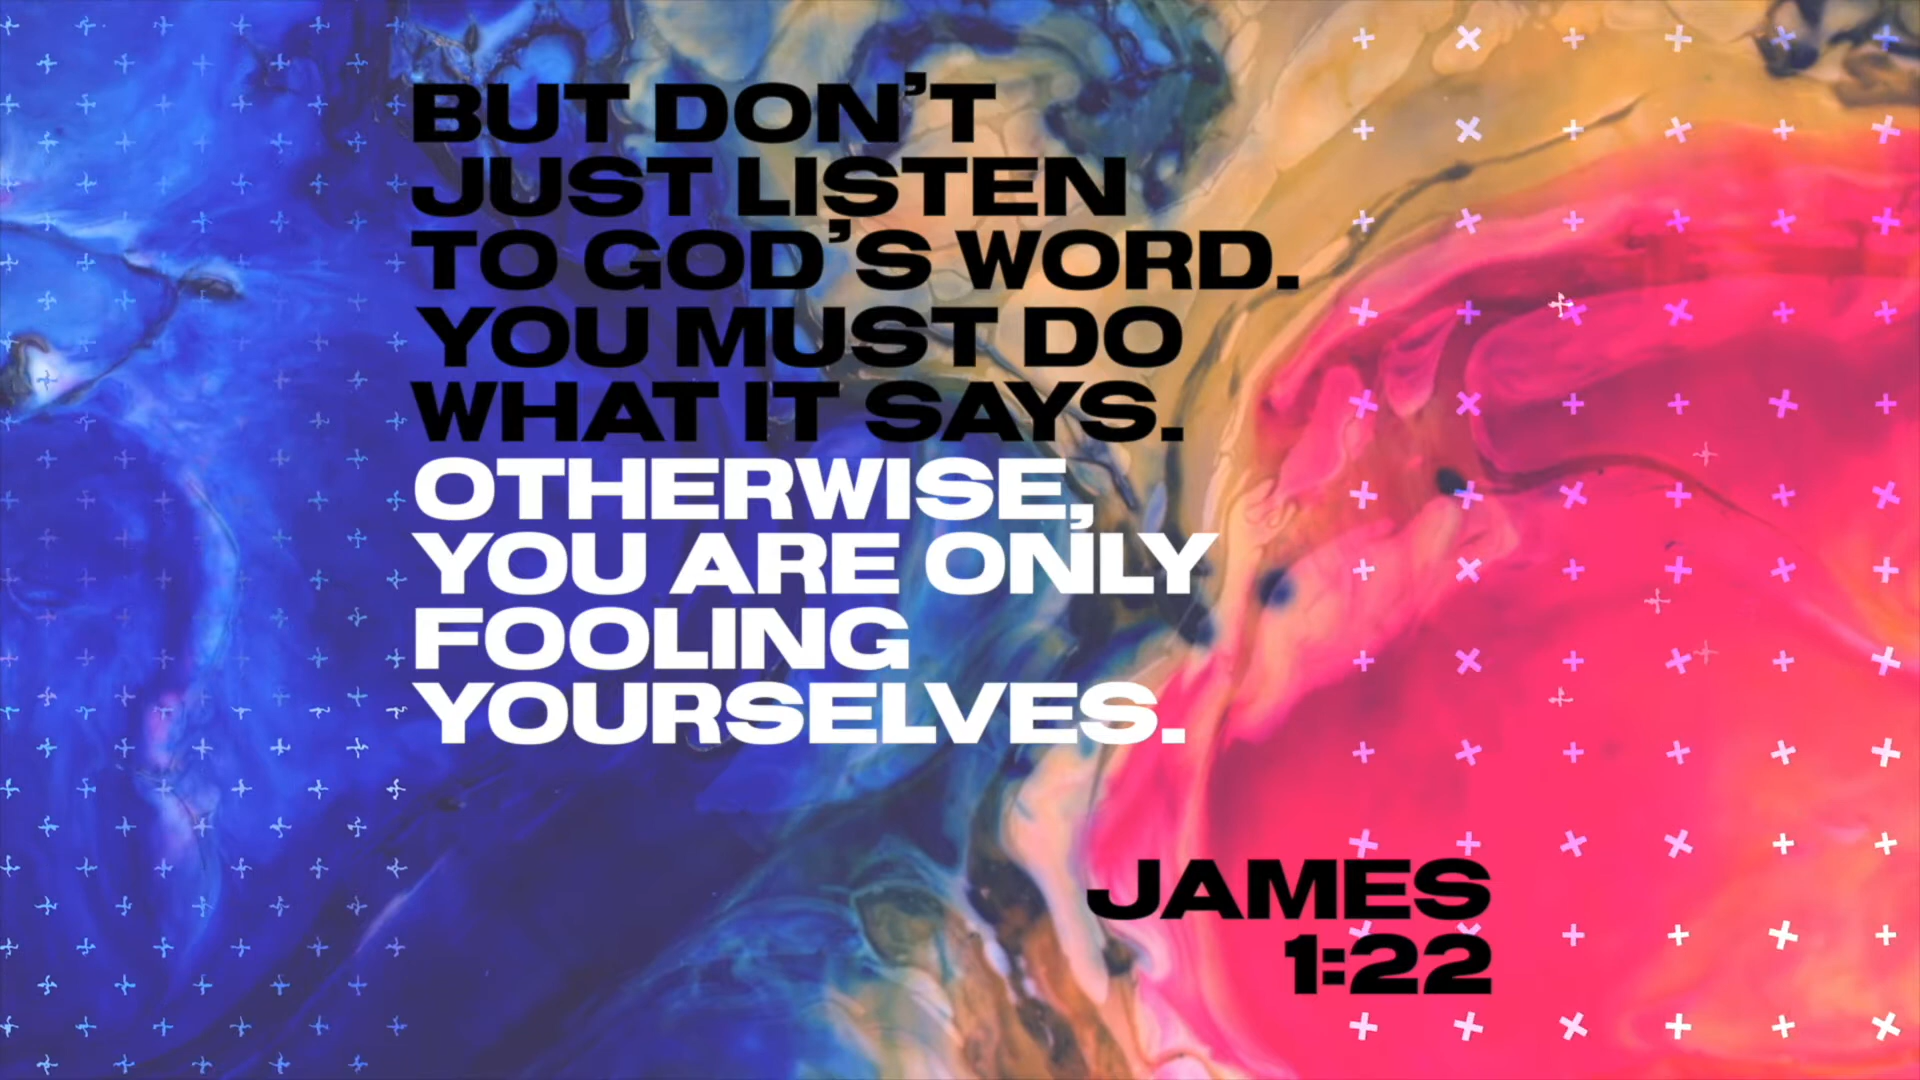 BUT DON’T
JUST LISTEN
TO GOD’S WORD.
YOU MUST DO
WHAT IT SAYS.
OTHERWISE,
YOU ARE ONLY
FOOLING
YOURSELVES.
JAMES
1:22